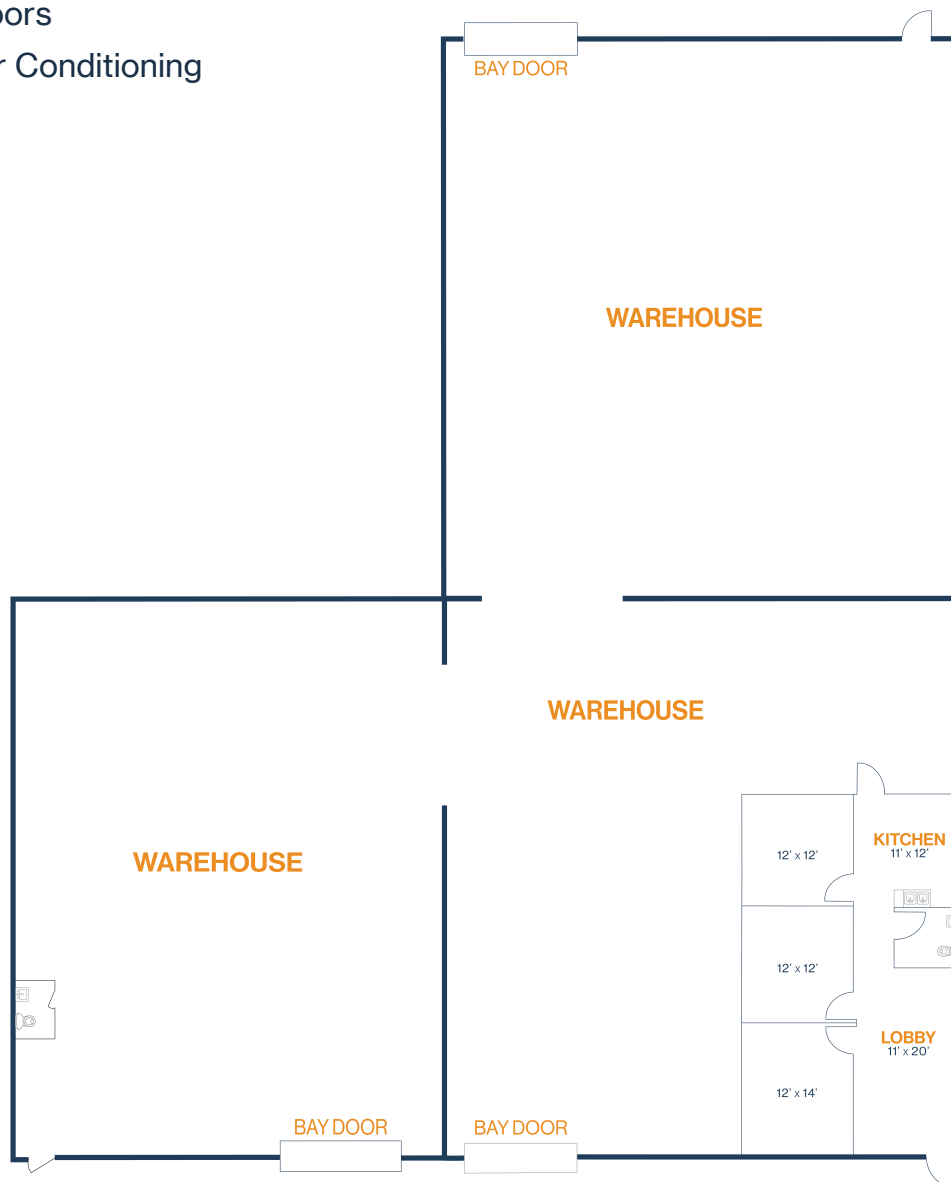 Conditioning
BAY DOOR
WAREHOUSE
WAREHOUSE
WAREHOUSE
KITCHEN
11' x 12'
12' x 12'
12' x 12'
LOBBY
11' x 20'
12' x 14'
BAY DOOR
BAY DOOR